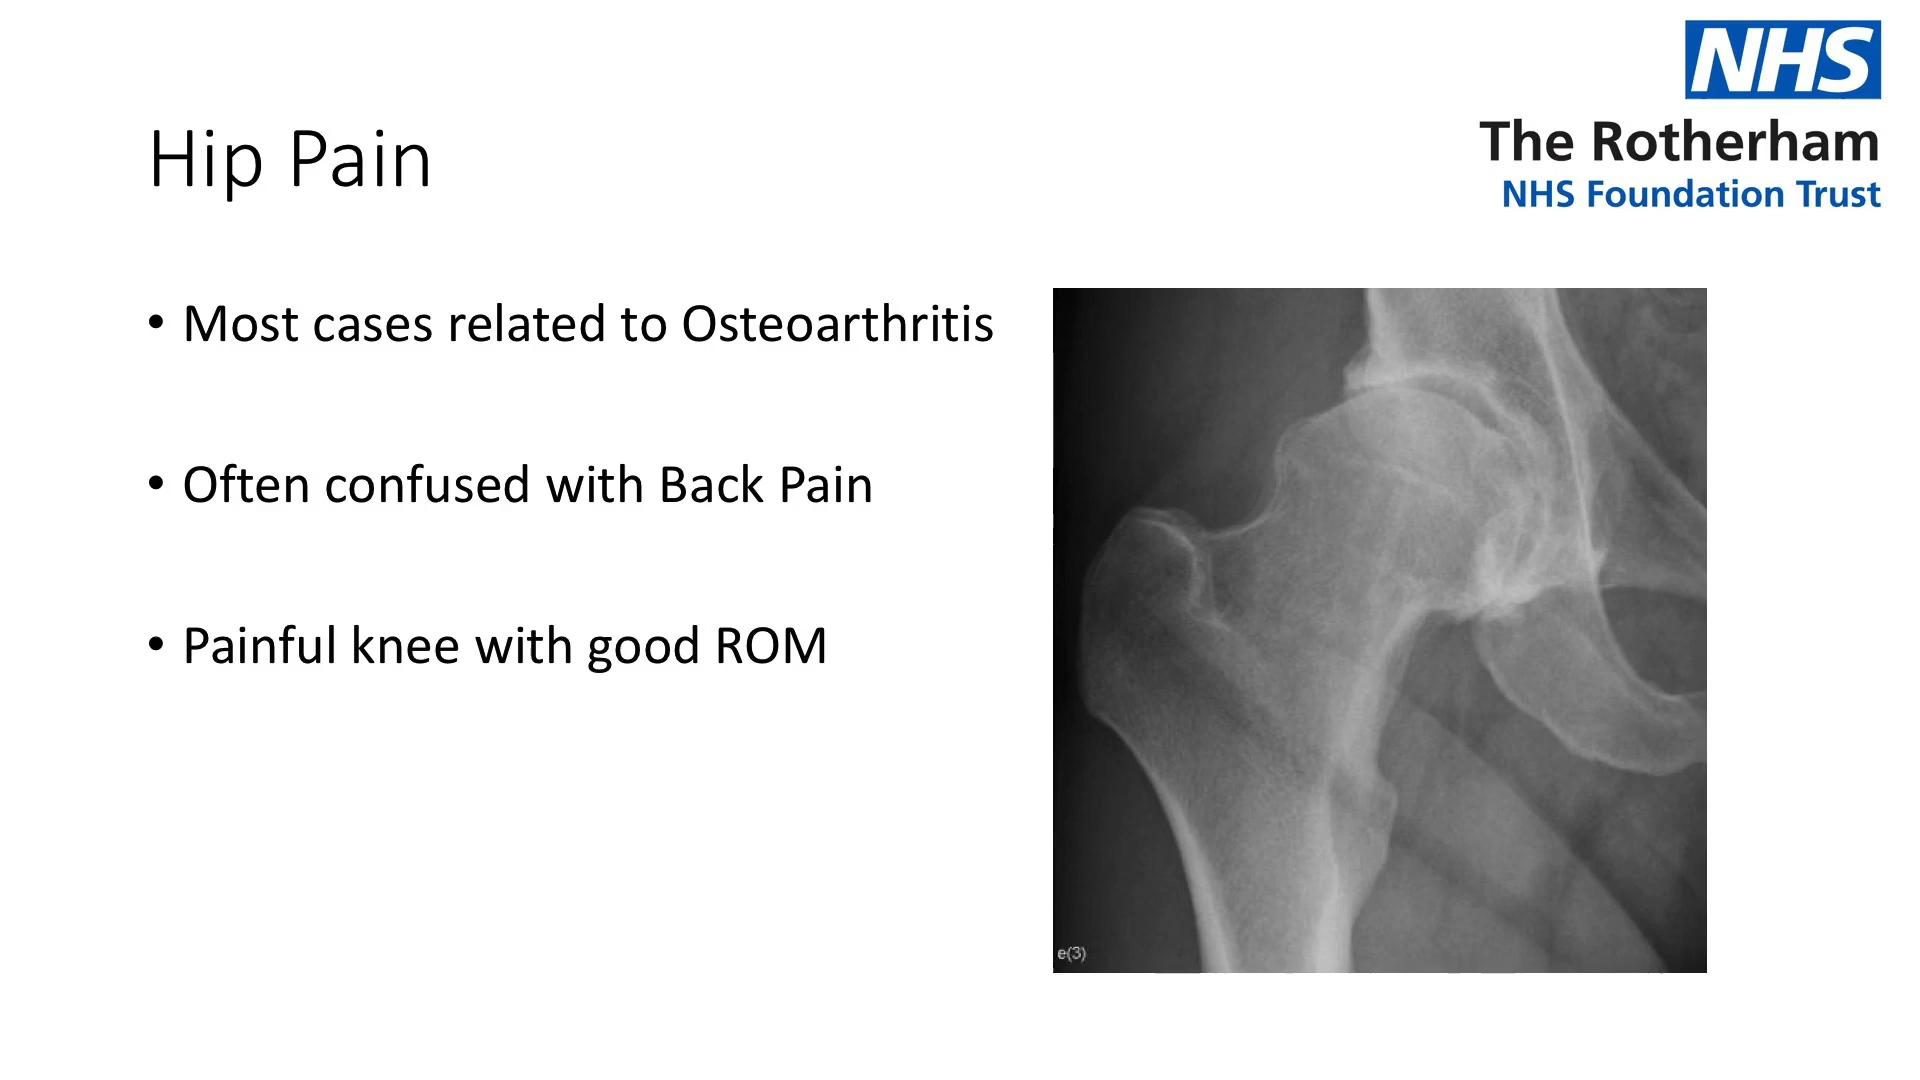 NHS
The Rotherham
NHS Foundation Trust
Hip Pain
• Most cases related to Osteoarthritis
• Often confused with Back Pain
• Painful knee with good ROM
e(3)